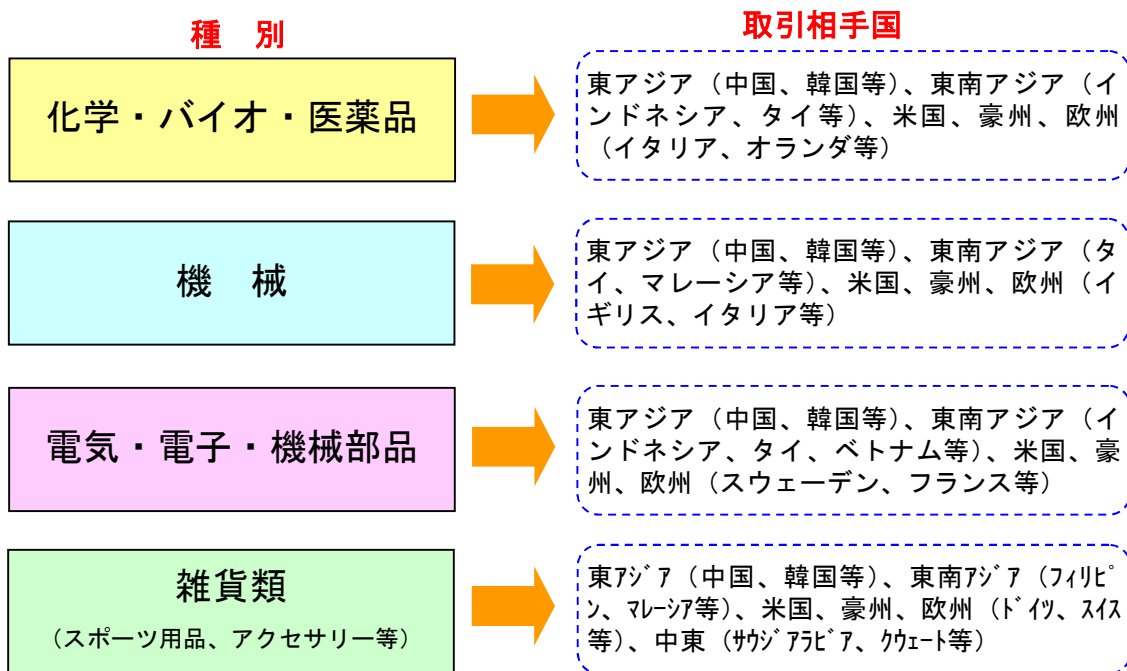 種　別
取引相手国
化学・バイオ・医薬品
東アジア（中国、韓国等）、東南アジア（イ
ンドネシア、タイ等）、米国、豪州、欧州
（イタリア、オランダ等）
機　械
東アジア（中国、韓国等）、東南アジア（タ
イ、マレーシア等）、米国、豪州、欧州（イ
ギリス、イタリア等）
電気・電子・機械部品
東アジア（中国、韓国等）、東南アジア（イ
ンドネシア、タイ、ベトナム等）、米国、豪
州、欧州（スウェーデン、フランス等）
雑貨類
（スポーツ用品、アクセサリー等）
東ｱｼﾞｱ（中国、韓国等）、東南ｱｼﾞｱ（ﾌｨﾘﾋﾟ
ﾝ、ﾏﾚｰｼｱ等）、米国、豪州、欧州（ﾄﾞｲﾂ、ｽｲｽ
等）、中東（ｻｳｼﾞｱﾗﾋﾞｱ、ｸｳｪｰﾄ等）